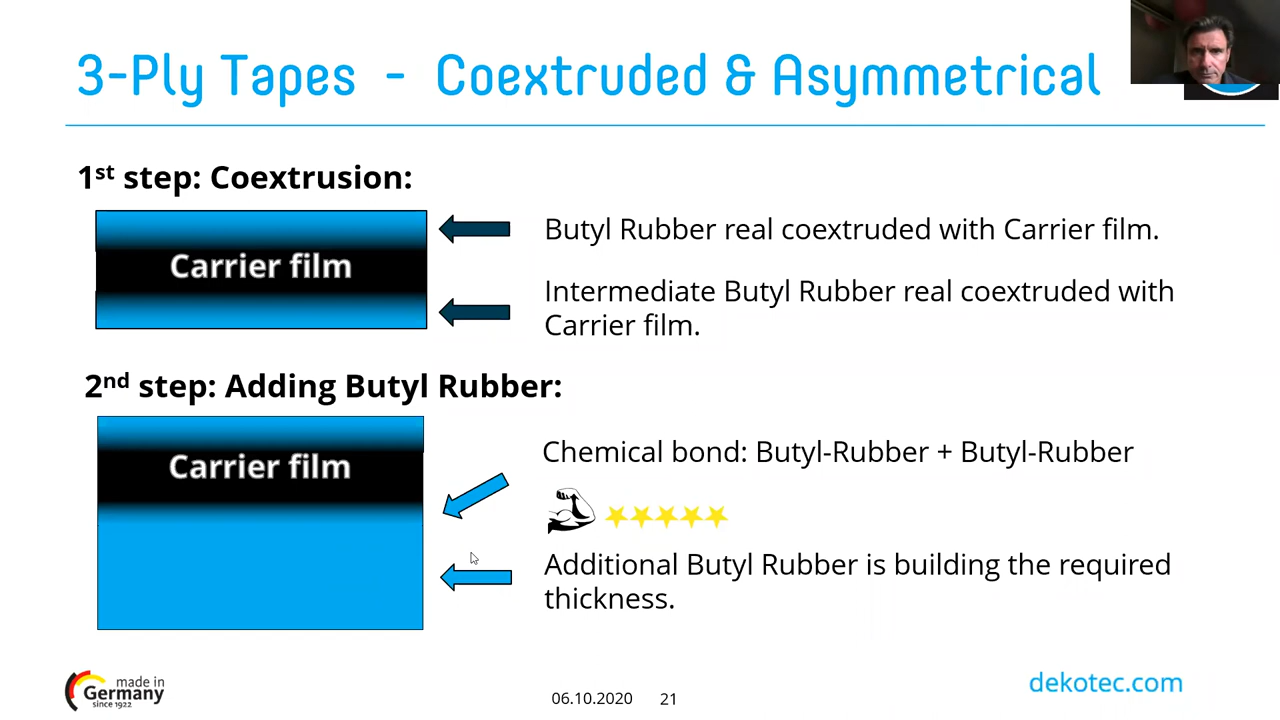 3-Ply Tapes - Coextruded & Asymmetrical
1st step: Coextrusion:
Carrier film
Butyl Rubber real coextruded with Carrier film.
Intermediate Butyl Rubber real coextruded with
Carrier film.
2nd step: Adding Butyl Rubber:
Carrier film
Chemical bond: Butyl-Rubber + Butyl-Rubber
Additional Butyl Rubber is building the required
thickness.
made in
Germany
since 1922
06.10.2020 21
dekotec.com